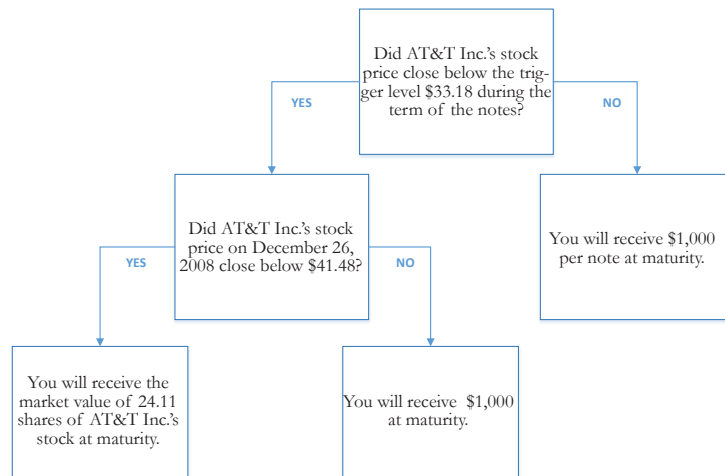 Did AT&T Inc.'s stock
price close below the trig-
ger level $33.18 during the
term of the notes?
YES
NO
Did AT&T Inc.'s stock
price on December 26,
2008 close below $41.48?
You will receive $1,000
per note at maturity.
YES
NO
You will receive the
market value of 24.11
shares of AT&T Inc.'s
stock at maturity.
You will receive $1,000
at maturity.